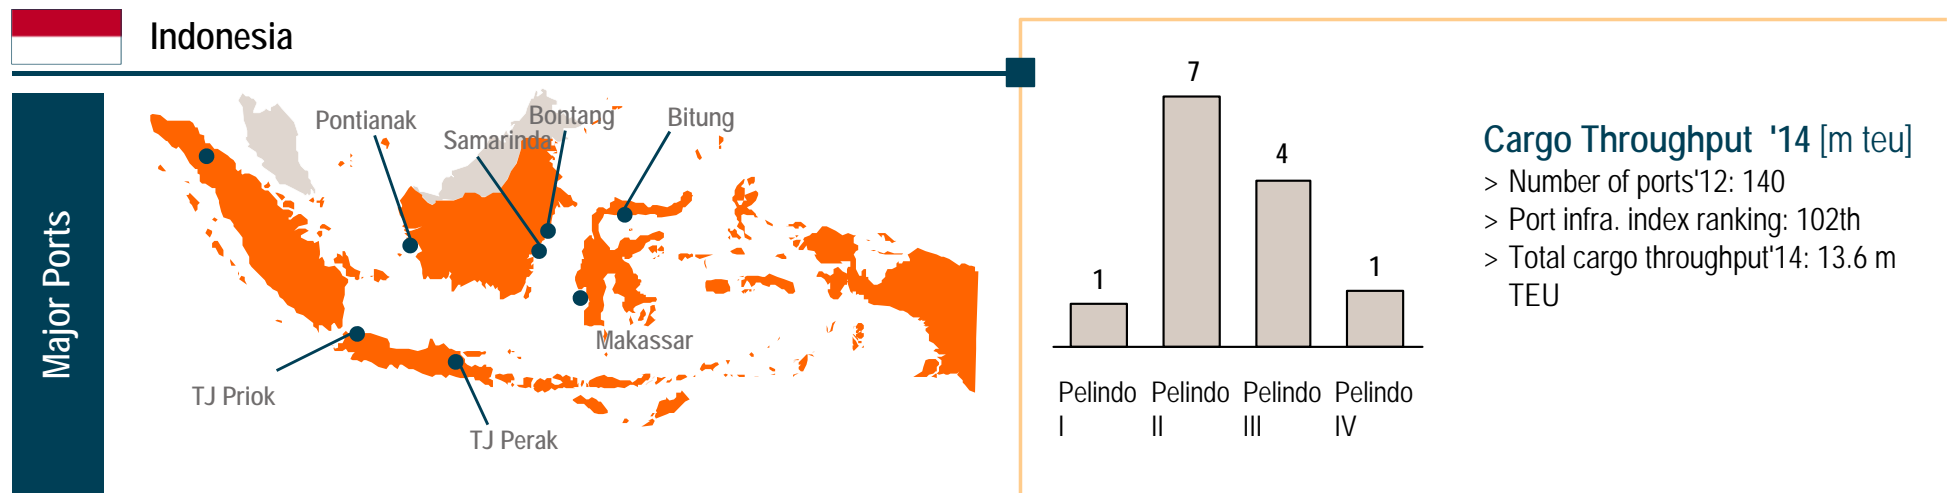 Indonesia
Major Ports
Pontianak
Samarinda
Bontang
Bitung
Makassar
TJ Priok
TJ Perak
7
4
1
1
Pelindo I
Pelindo II
Pelindo III
Pelindo IV
Cargo Throughput '14 [m teu]
> Number of ports'12: 140
> Port infra. index ranking: 102th
> Total cargo throughput'14: 13.6 m
TEU